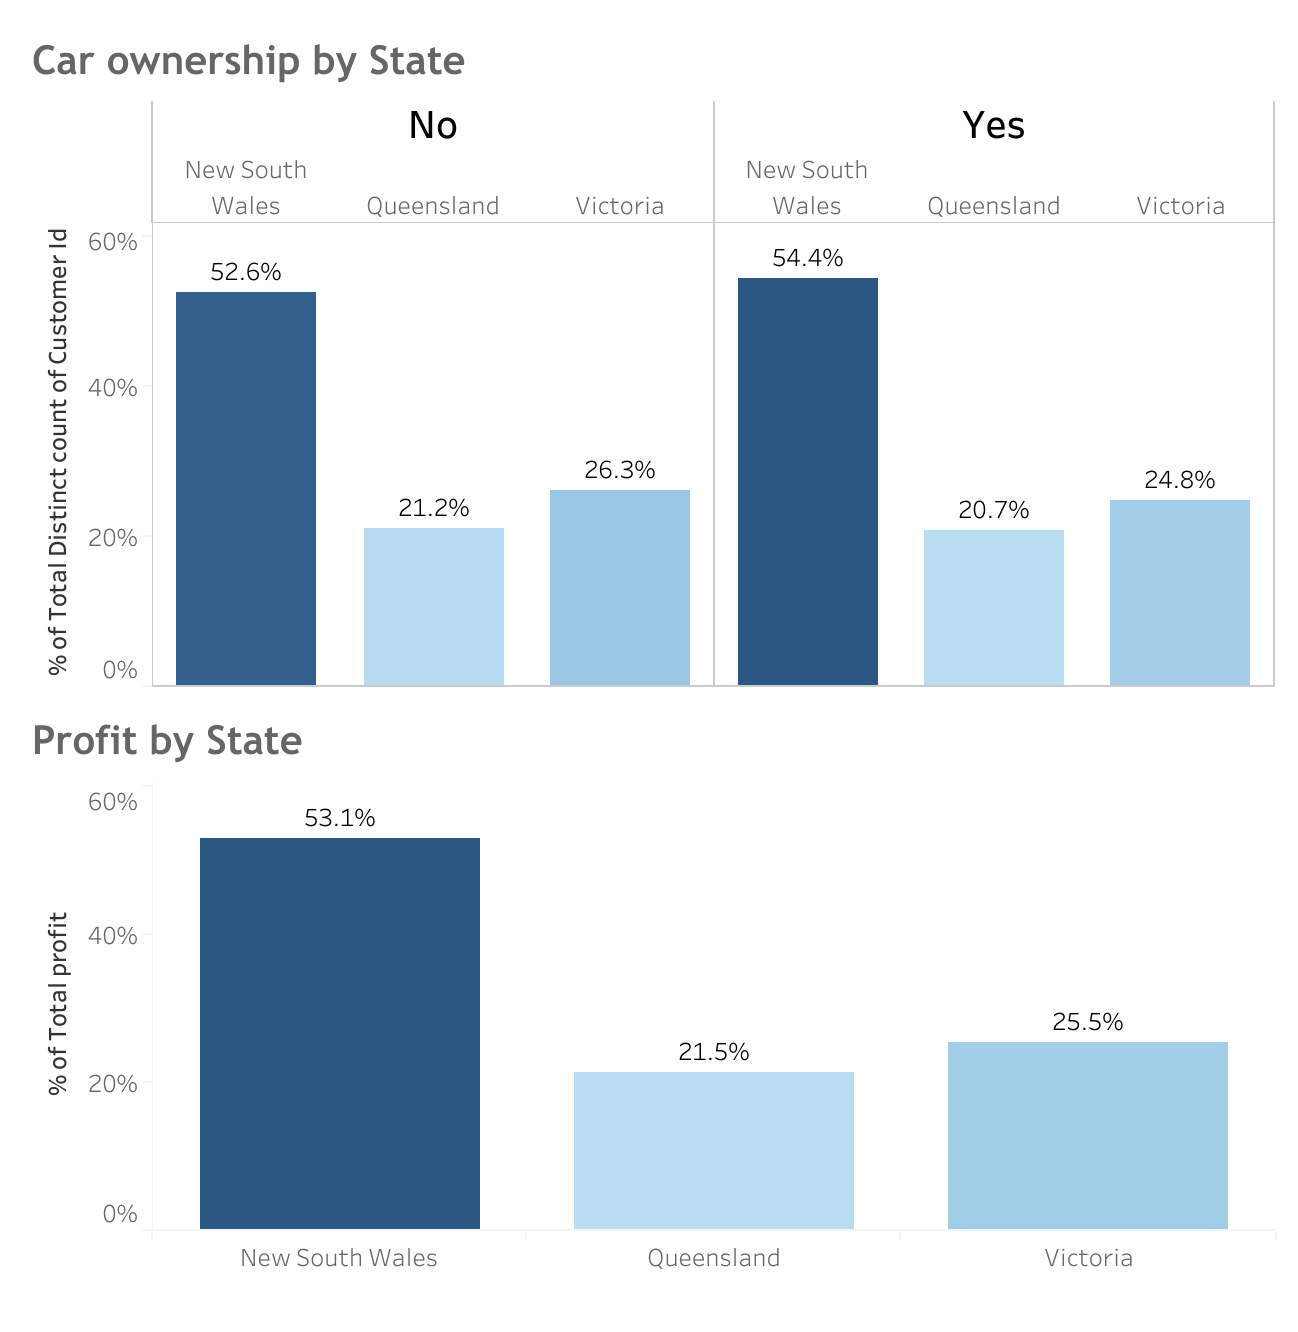 Car ownership by State
No
Yes
New South
Wales
Queensland
Victoria
New South
Wales
Queensland
Victoria
% of Total Distinct count of Customer Id
60%
40%
20%
0%
52.6%
21.2%
26.3%
54.4%
20.7%
24.8%
Profit by State
% of Total profit
60%
40%
20%
0%
53.1%
21.5%
25.5%
New South Wales
Queensland
Victoria